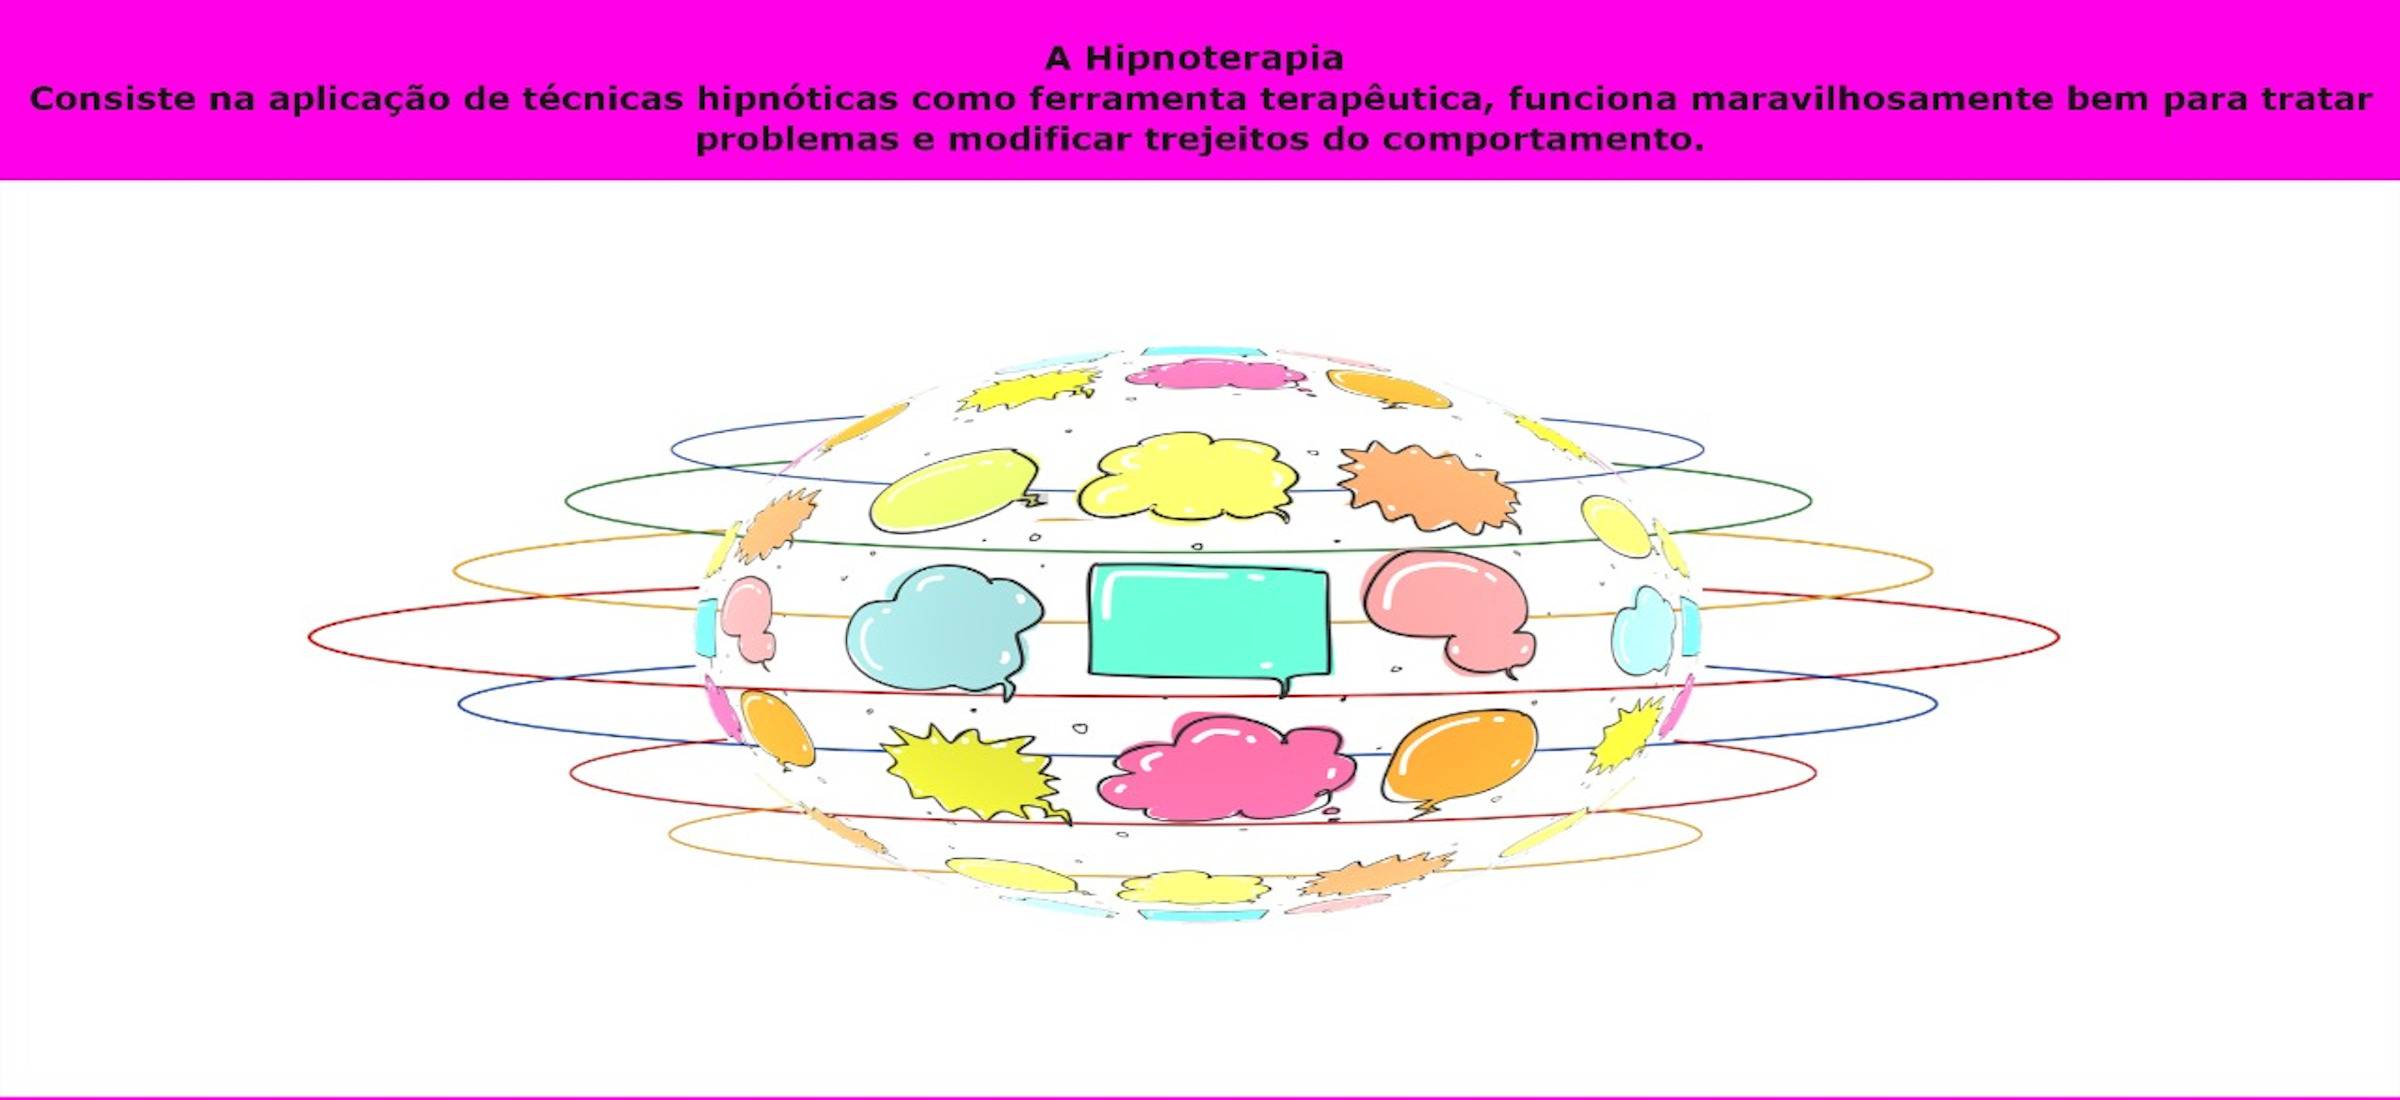 A Hipnoterapia
Consiste na aplicação de técnicas hipnóticas como ferramenta terapêutica, funciona maravilhosamente bem para tratar
problemas e modificar trejeitos do comportamento.